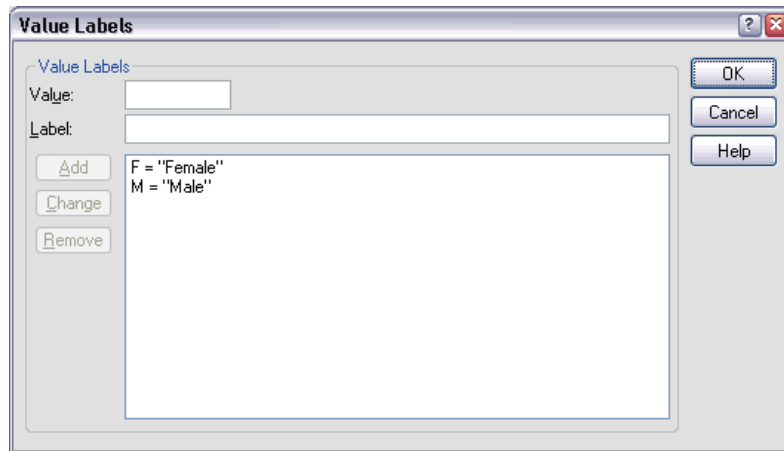 Value Labels
Value Labels
Value:
Label:
Add
Change
Remove
F = "Female"
M = "Male"
OK
Cancel
Help